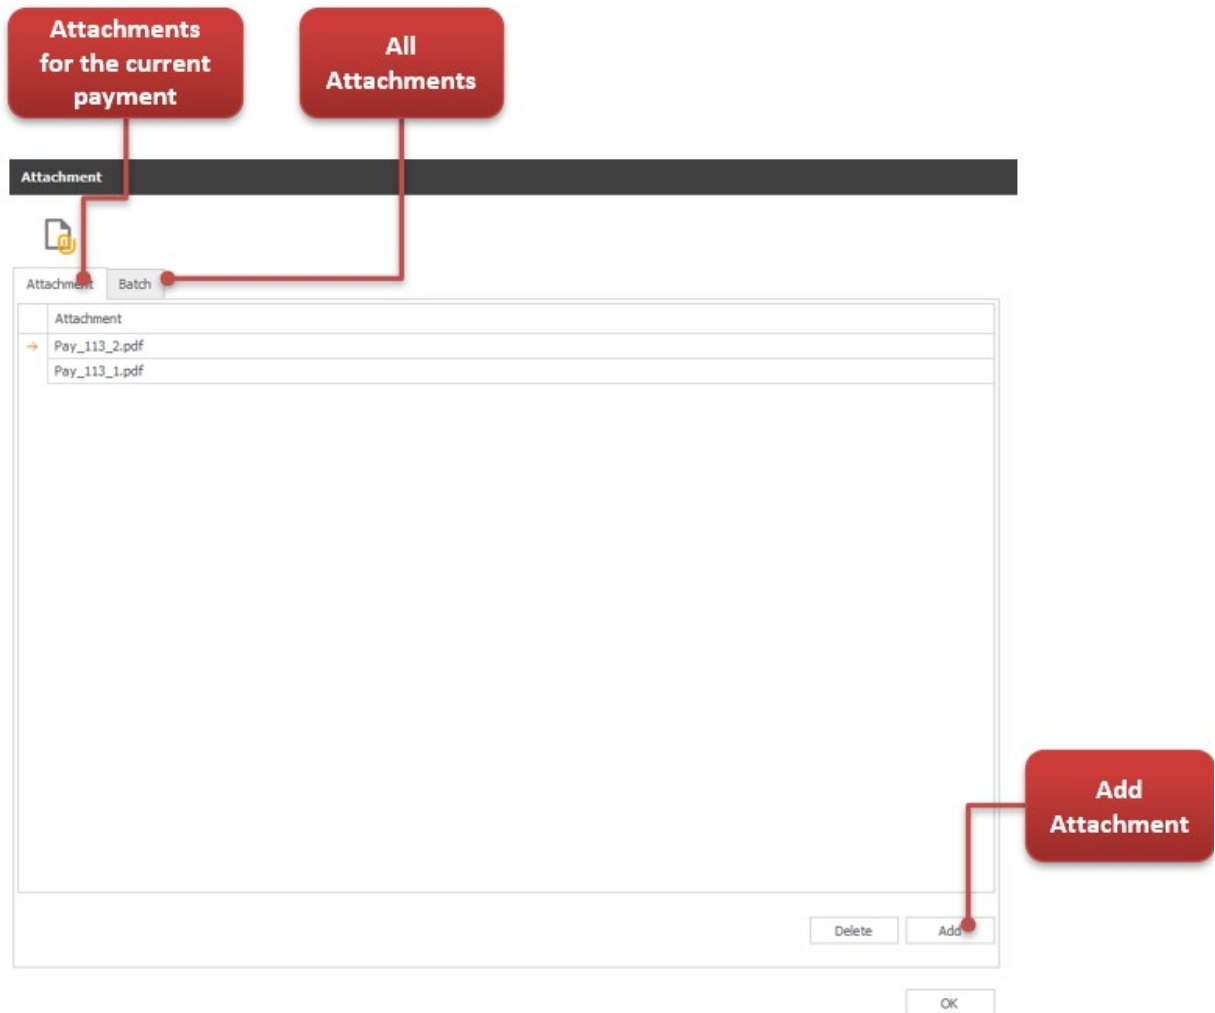 Attachments
for the current
payment
All
Attachments
Attachment
Attachment
Batch
Attachment
Pay_113_2.pdf
Pay_113_1.pdf
Add
Attachment
Delete
Add
OK